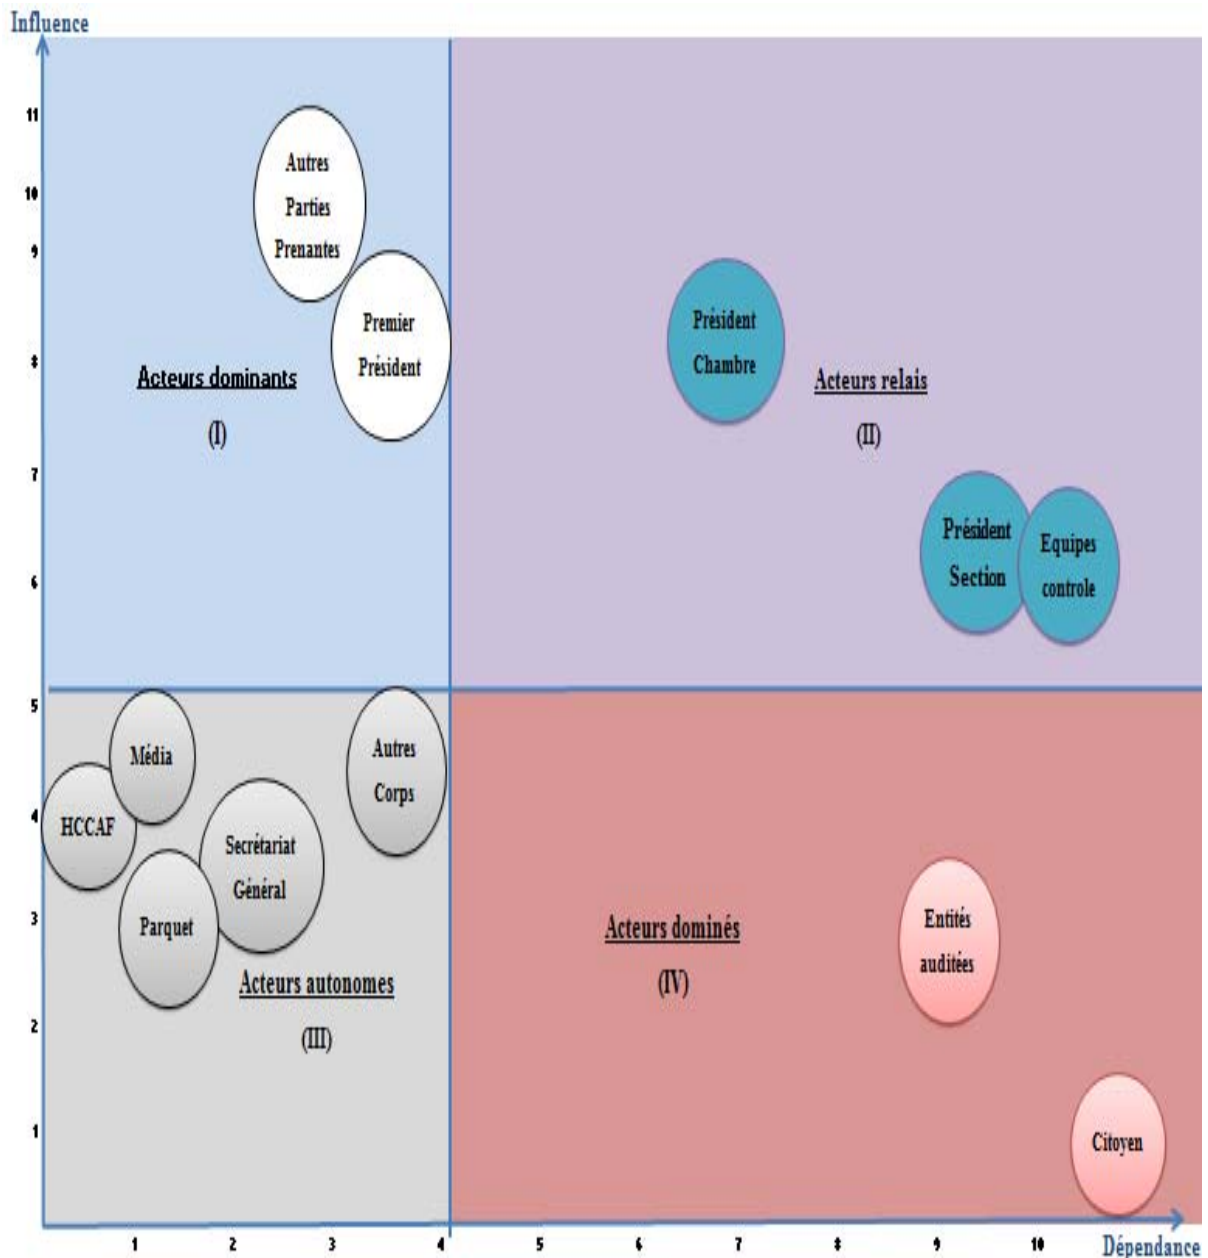 Influence
11
10
9
8
7
6
5
4
3
2
1
Autres
Parties
Prenantes
Premier
Président
Acteurs dominants
(I)
Président
Chambre
Acteurs relais
(II)
Président
Section
Equipes
controle
Média
HCCAF
Autres
Corps
Secrétariat
Général
Parquet
Acteurs autonomes
(III)
Entités
auditées
Acteurs dominés
(IV)
Citoyen
1 2 3 4 5 6 7 8 9 10
Dépendance